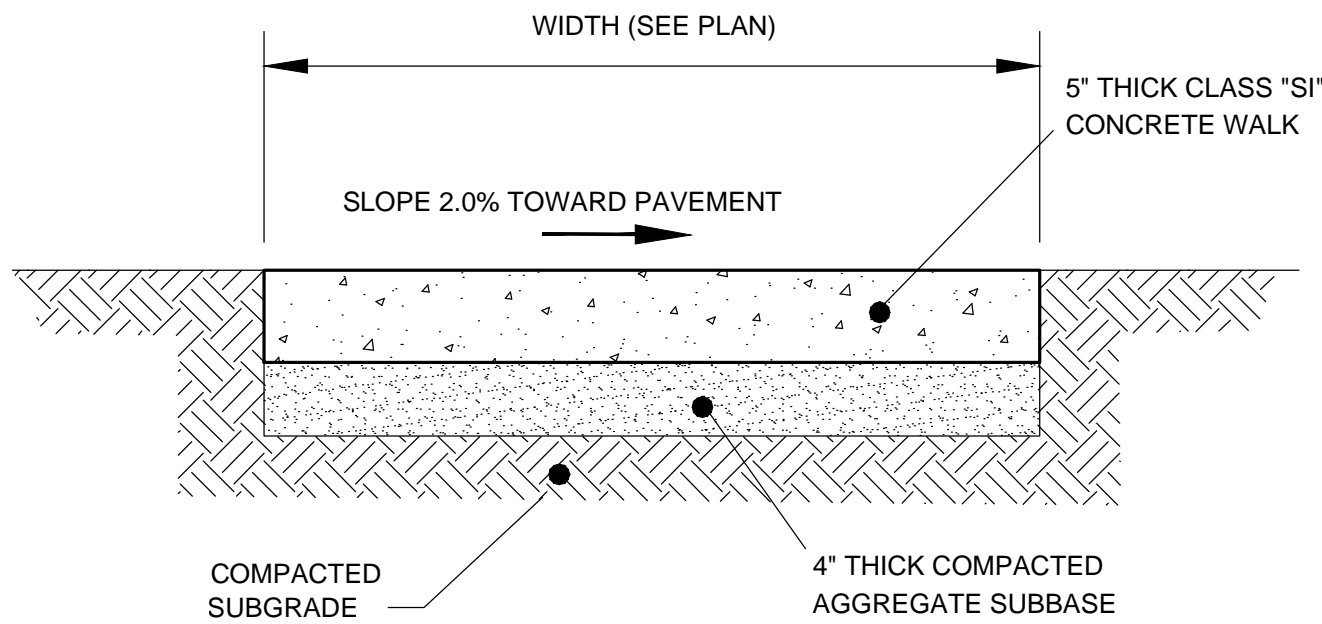 WIDTH (SEE PLAN)
5" THICK CLASS "SI"
CONCRETE WALK
SLOPE 2.0% TOWARD PAVEMENT
COMPACTED
SUBGRADE
4" THICK COMPACTED
AGGREGATE SUBBASE